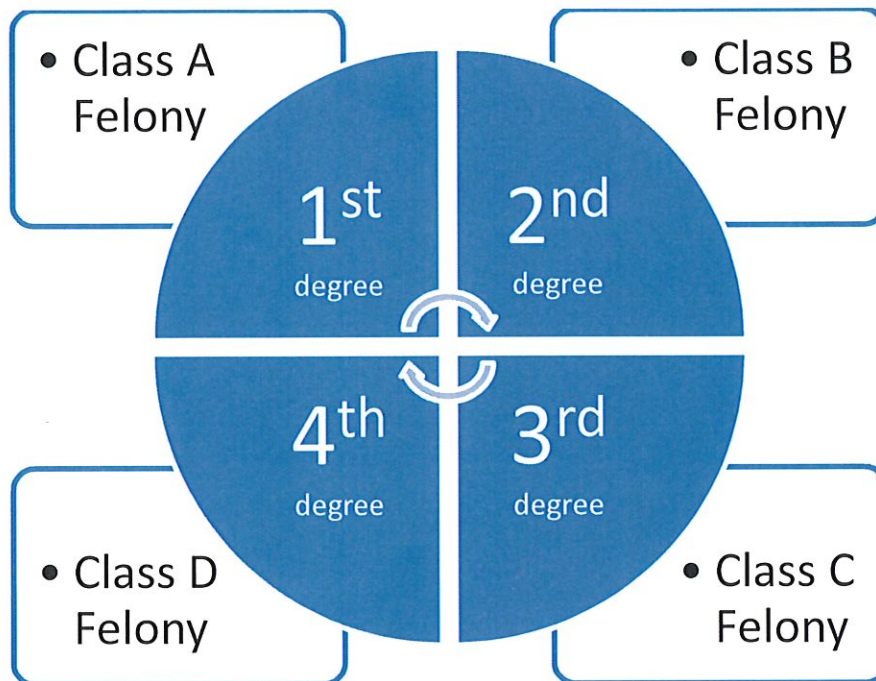 • Class A
Felony
• Class B
Felony
1st
degree
2nd
degree
4th
degree
3rd
degree
• Class D
Felony
• Class C
Felony